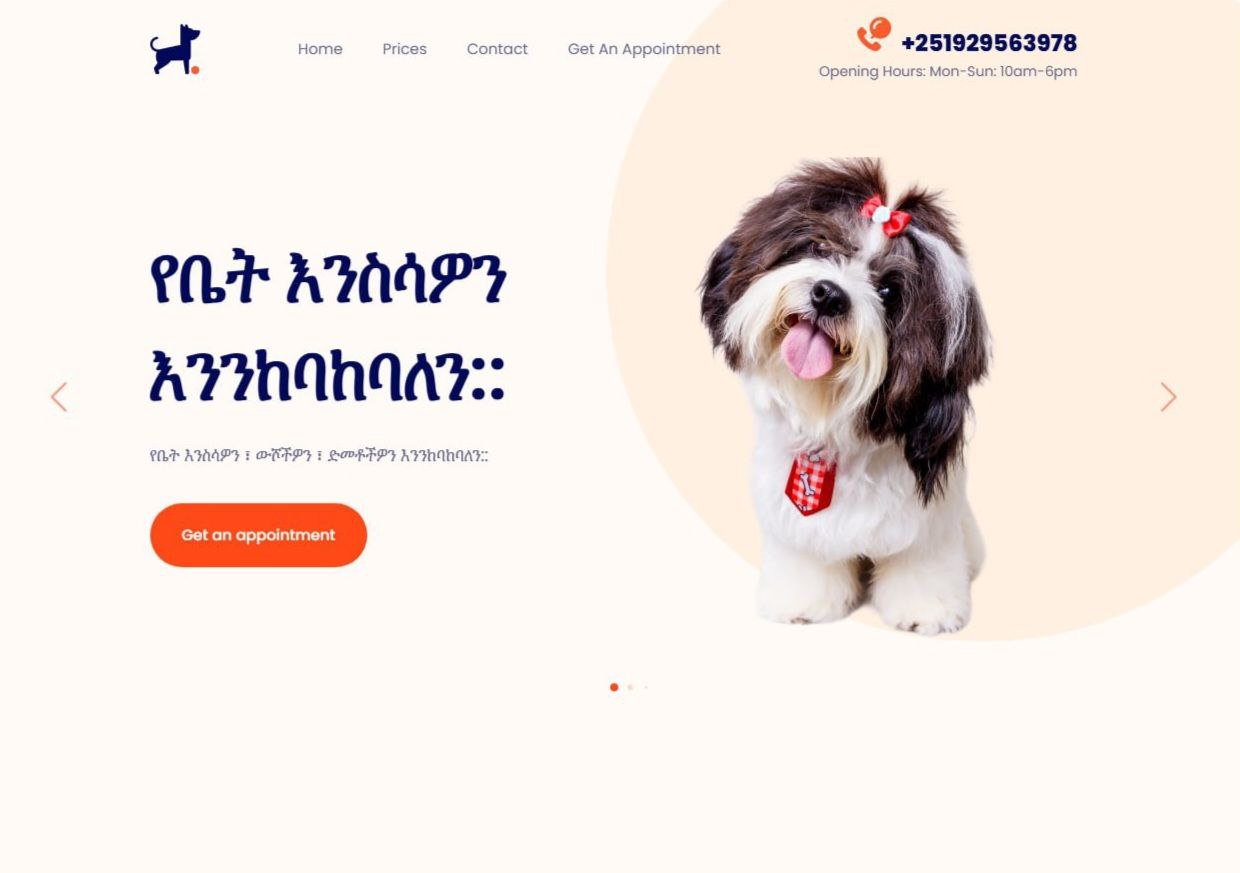 Home Prices Contact Get An Appointment
+251929563978
Opening Hours: Mon-Sun: 10am-6pm
የቤት እንስሳዎን
እንንከባከባለን::
የቤት እንስሳዎን ፣ ውሾችዎን ፣ ድመቶችዎን እንንከባከባለን::
Get an appointment